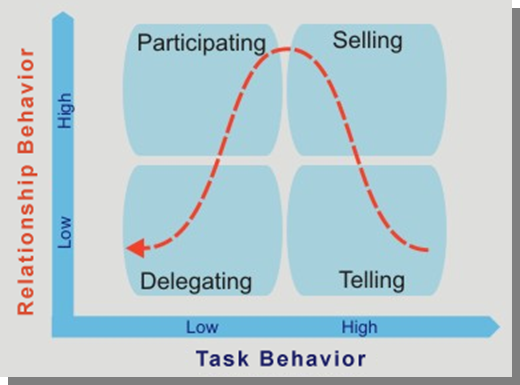 Participating
Selling
Relationship Behavior
High
Low
Delegating
Telling
Low
High
Task Behavior